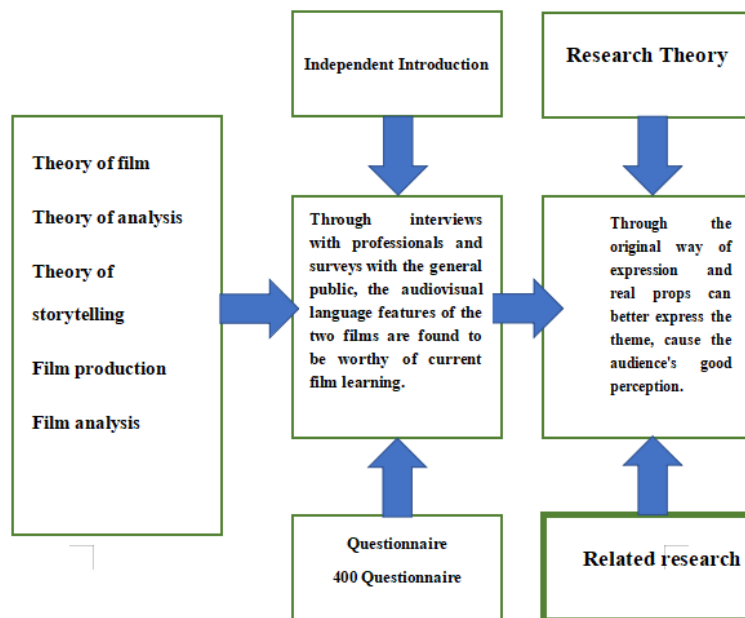 Independent Introduction
Research Theory
Theory of film
Theory of analysis
Theory of
storytelling
Film production
Film analysis
Through interviews
with professionals and
surveys with the general
public, the audiovisual
language features of the
two films are found to
be worthy of current
film learning.
Through the
original way of
expression and
real props can
better express the
theme, cause the
audience's good
perception.
Questionnaire
400 Questionnaire
Related research